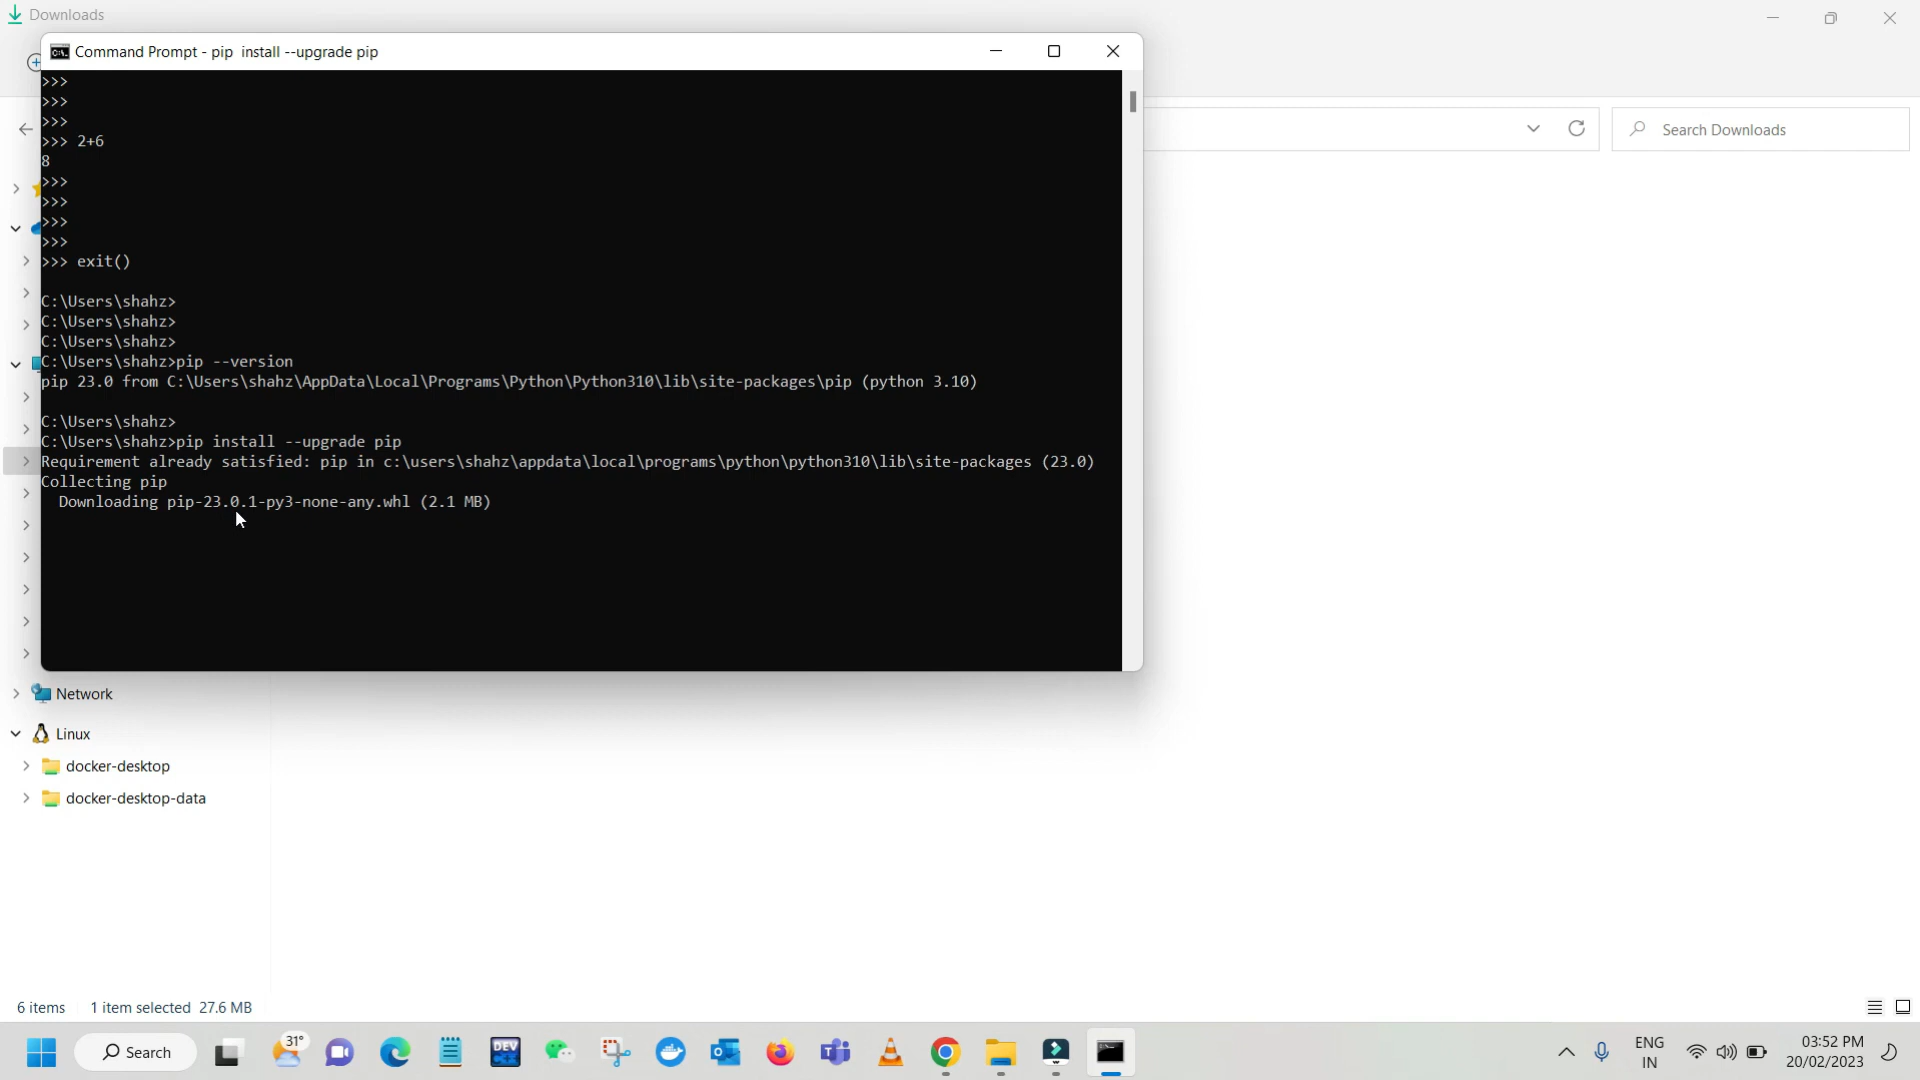 Downloads
Command Prompt - pip  install --upgrade pip
>>>
>>>
>>>
>>> 2+6
8
>>>
>>>
>>>
>>>
>>> exit()
C:\Users\shahz>
C:\Users\shahz>
C:\Users\shahz>
C:\Users\shahz>pip --version
pip 23.0 from C:\Users\shahz\AppData\Local\Programs\Python\Python310\lib\site-packages\pip (python 3.10)
C:\Users\shahz>
C:\Users\shahz>pip install --upgrade pip
Requirement already satisfied: pip in c:\users\shahz\appdata\local\programs\python\python310\lib\site-packages (23.0)
Collecting pip
  Downloading pip-23.0.1-py3-none-any.whl (2.1 MB)
Search Downloads
Network
Linux
docker-desktop
docker-desktop-data
6 items 1 item selected 27.6 MB
Search
31°
DEV C++
ENG
IN
03:52 PM
20/02/2023